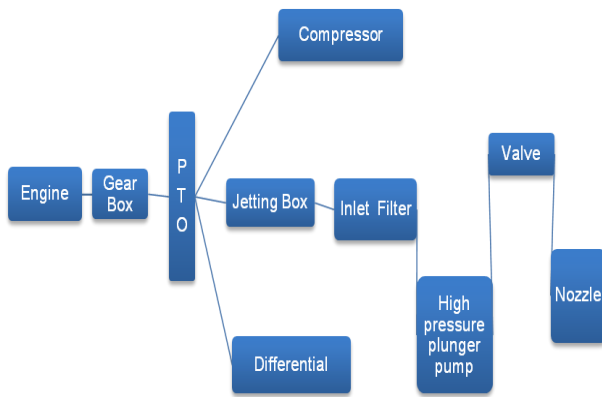 Compressor
Engine
Gear
Box
P
T
O
Jetting Box
Inlet Filter
Valve
High
pressure
plunger
pump
Nozzle
Differential